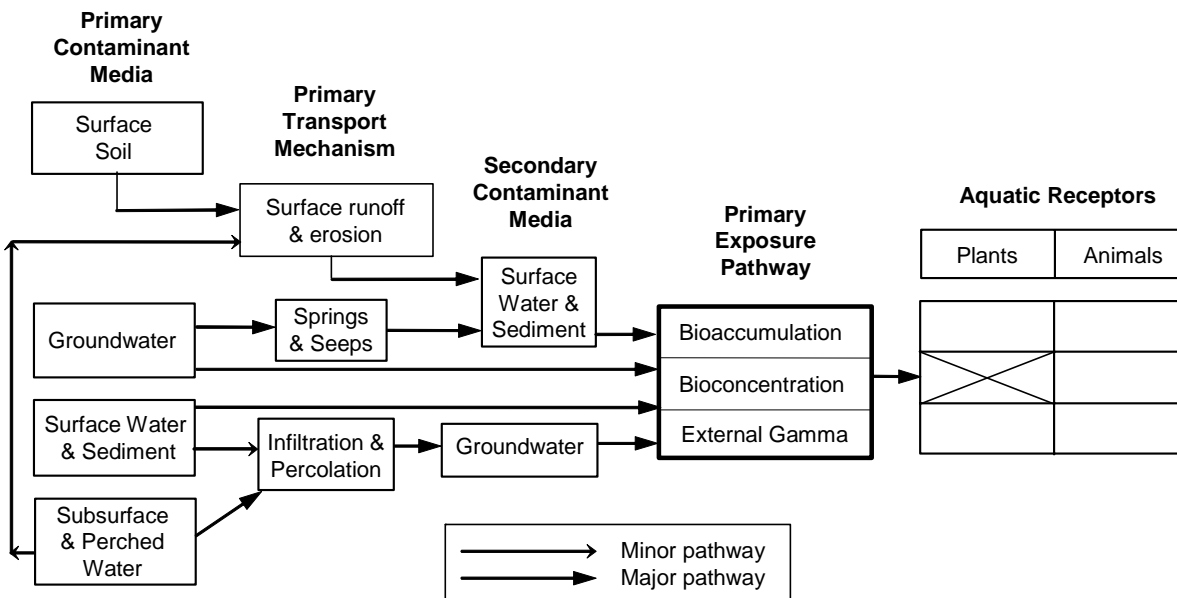 Primary
Contaminant
Media
Surface
Soil
Primary
Transport
Mechanism
Surface runoff
& erosion
Secondary
Contaminant
Media
Surface
Water &
Sediment
Primary
Exposure
Pathway
Aquatic Receptors
Plants
Animals
Groundwater
Springs
& Seeps
Bioaccumulation
Bioconcentration
External Gamma
Surface Water
& Sediment
Infiltration &
Percolation
Groundwater
Subsurface
& Perched
Water
Minor pathway
Major pathway